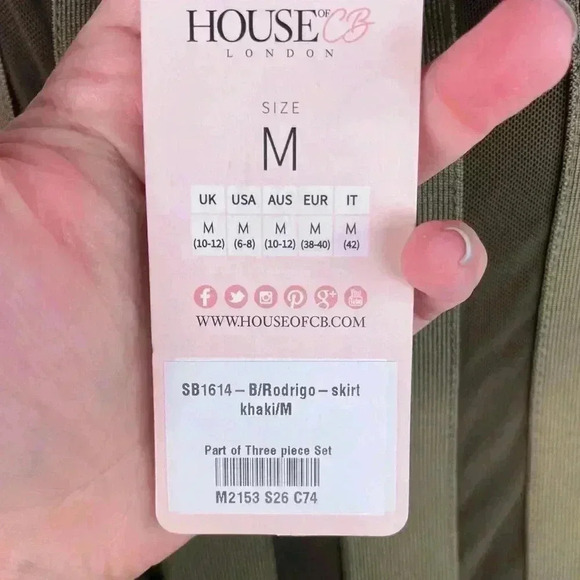 HOUSE OF CB
LONDON
SIZE
M
UK USA AUS EUR IT
M M M M M
(10-12) (6-8) (10-12) (38-40) (42)
WWW.HOUSEOFCB.COM
SB1614 – B/Rodrigo – skirt
khaki/M
Part of Three piece Set
M2153 S26 C74